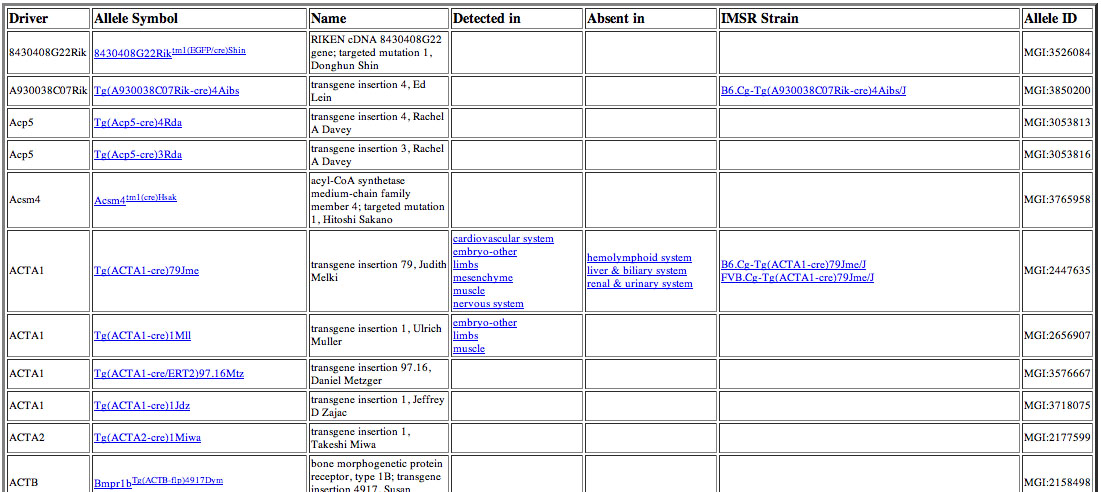 Driver Allele Symbol Name Detected in Absent in IMSR Strain Allele ID
8430408G22Rik 8430408G22Riktm1(EGFP/cre)Shin RIKEN cDNA 8430408G22 gene; targeted mutation 1, Donghun Shin MGI:3526084
A930038C07Rik Tg(A930038C07Rik-cre)4Aibs transgene insertion 4, Ed Lein B6.Cg-Tg(A930038C07Rik-cre)4Aibs/J MGI:3850200
Acp5 Tg(Acp5-cre)4Rda transgene insertion 4, Rachel A Davey MGI:3053813
Acp5 Tg(Acp5-cre)3Rda transgene insertion 3, Rachel A Davey MGI:3053816
Acsm4 Acsm4tm1(cre)Hsak acyl-CoA synthetase medium-chain family member 4; targeted mutation 1, Hitoshi Sakano MGI:3765958
ACTA1 Tg(ACTA1-cre)79Jme transgene insertion 79, Judith Melki cardiovascular system embryo-other limbs mesenchyme muscle nervous system hemolymphoid system liver & biliary system renal & urinary system B6.Cg-Tg(ACTA1-cre)79Jme/J FVB.Cg-Tg(ACTA1-cre)79Jme/J MGI:2447635
ACTA1 Tg(ACTA1-cre)1Mll transgene insertion 1, Ulrich Muller embryo-other limbs muscle MGI:2656907
ACTA1 Tg(ACTA1-cre/ERT2)97.16Mtz transgene insertion 97.16, Daniel Metzger MGI:3576667
ACTA1 Tg(ACTA1-cre)1Jdz transgene insertion 1, Jeffrey D Zajac MGI:3718075
ACTA2 Tg(ACTA2-cre)1Miwa transgene insertion 1, Takeshi Miwa MGI:2177599
ACTB Bmpr1bTg(ACTB-flp)4917Dym bone morphogenetic protein receptor, type 1B; transgene insertion 4917, Susan MGI:2158498